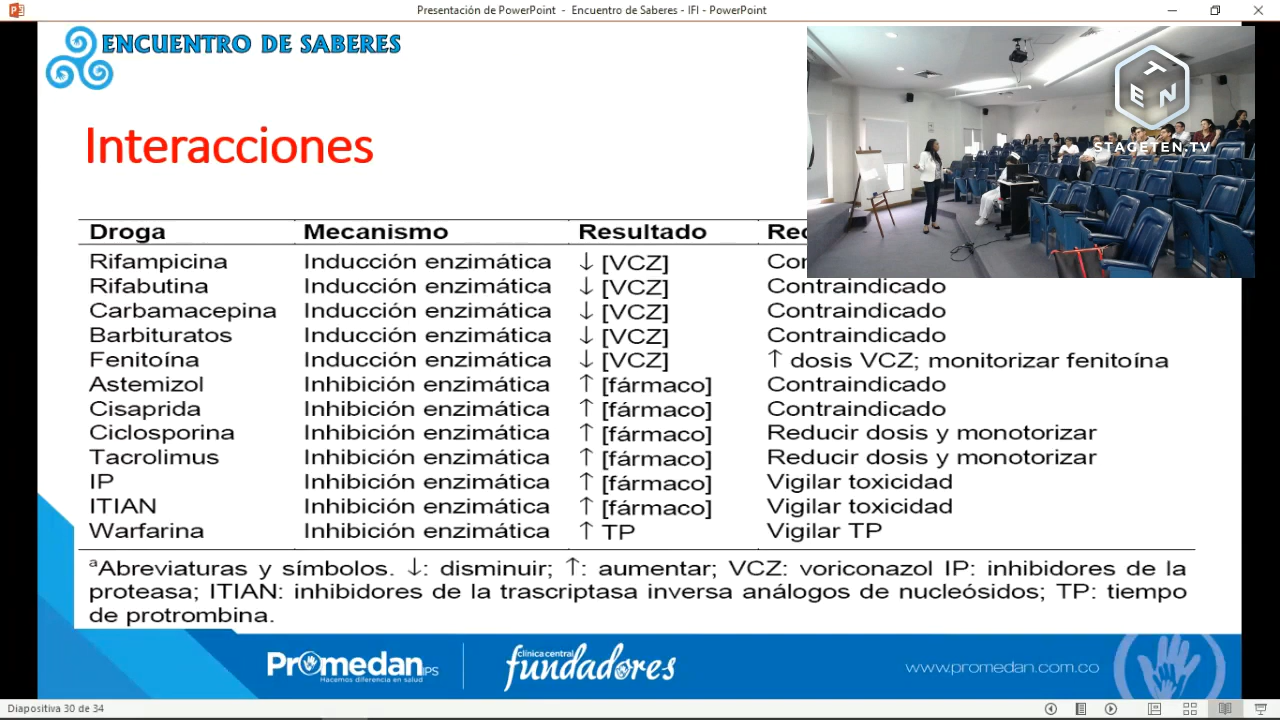 Presentación de PowerPoint - Encuentro de Saberes - IFI - PowerPoint
ENCUENTRO DE SABERES
TEN
STAGETEN.TV
Interacciones
Droga Mecanismo Resultado
Rifampicina Inducción enzimática ↓ [VCZ]
Rifabutina Inducción enzimática ↓ [VCZ] Contraindicado
Carbamacepina Inducción enzimática ↓ [VCZ] Contraindicado
Barbituratos Inducción enzimática ↓ [VCZ] Contraindicado
Fenitoína Inducción enzimática ↓ [VCZ] ↑ dosis VCZ; monitorizar fenitoína
Astemizol Inhibición enzimática ↑ [fármaco] Contraindicado
Cisaprida Inhibición enzimática ↑ [fármaco] Contraindicado
Ciclosporina Inhibición enzimática ↑ [fármaco] Reducir dosis y monotorizar
Tacrolimus Inhibición enzimática ↑ [fármaco] Reducir dosis y monotorizar
IP Inhibición enzimática ↑ [fármaco] Vigilar toxicidad
ITIAN Inhibición enzimática ↑ [fármaco] Vigilar toxicidad
Warfarina Inhibición enzimática ↑ TP Vigilar TP
ᵃAbreviaturas y símbolos. ↓: disminuir; ↑: aumentar; VCZ: voriconazol IP: inhibidores de la
proteasa; ITIAN: inhibidores de la trascriptasa inversa análogos de nucleósidos; TP: tiempo
de protrombina.
Promedan IPS
Hacemos diferencia en salud
clínica central
fundadores
www.promedan.com.co
Diapositiva 30 de 34